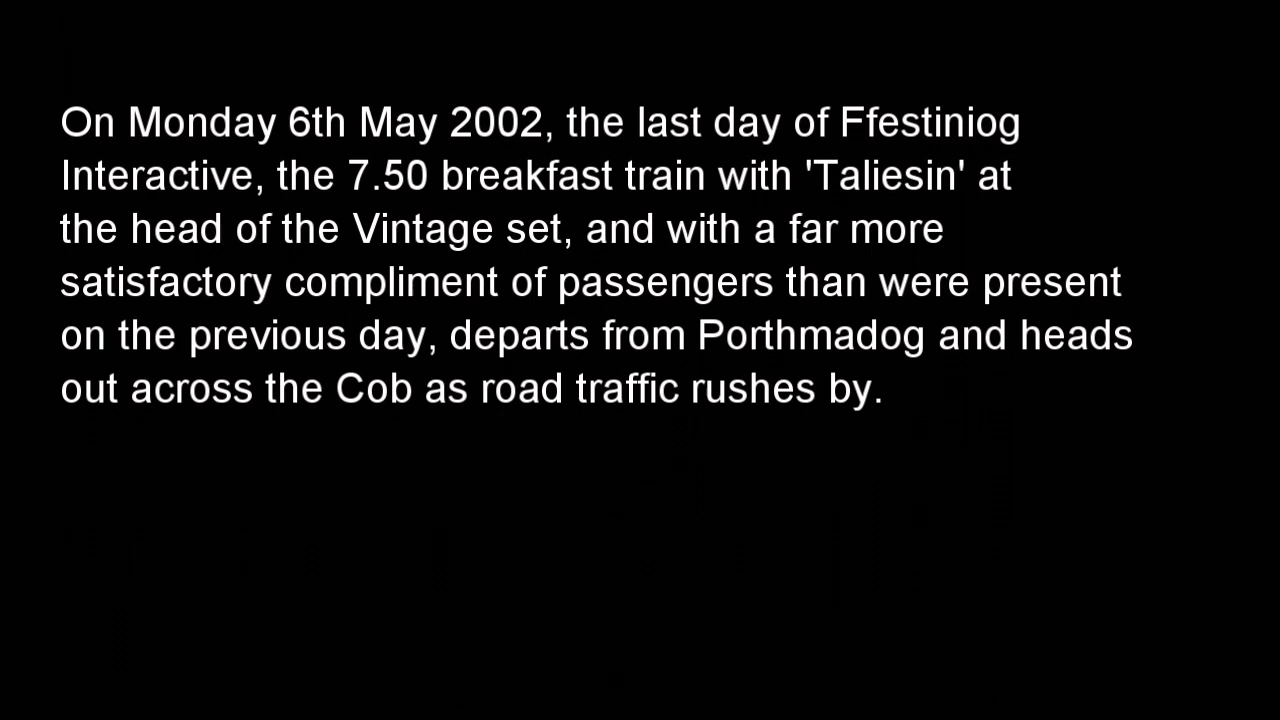 On Monday 6th May 2002, the last day of Ffestiniog
Interactive, the 7.50 breakfast train with 'Taliesin' at
the head of the Vintage set, and with a far more
satisfactory compliment of passengers than were present
on the previous day, departs from Porthmadog and heads
out across the Cob as road traffic rushes by.